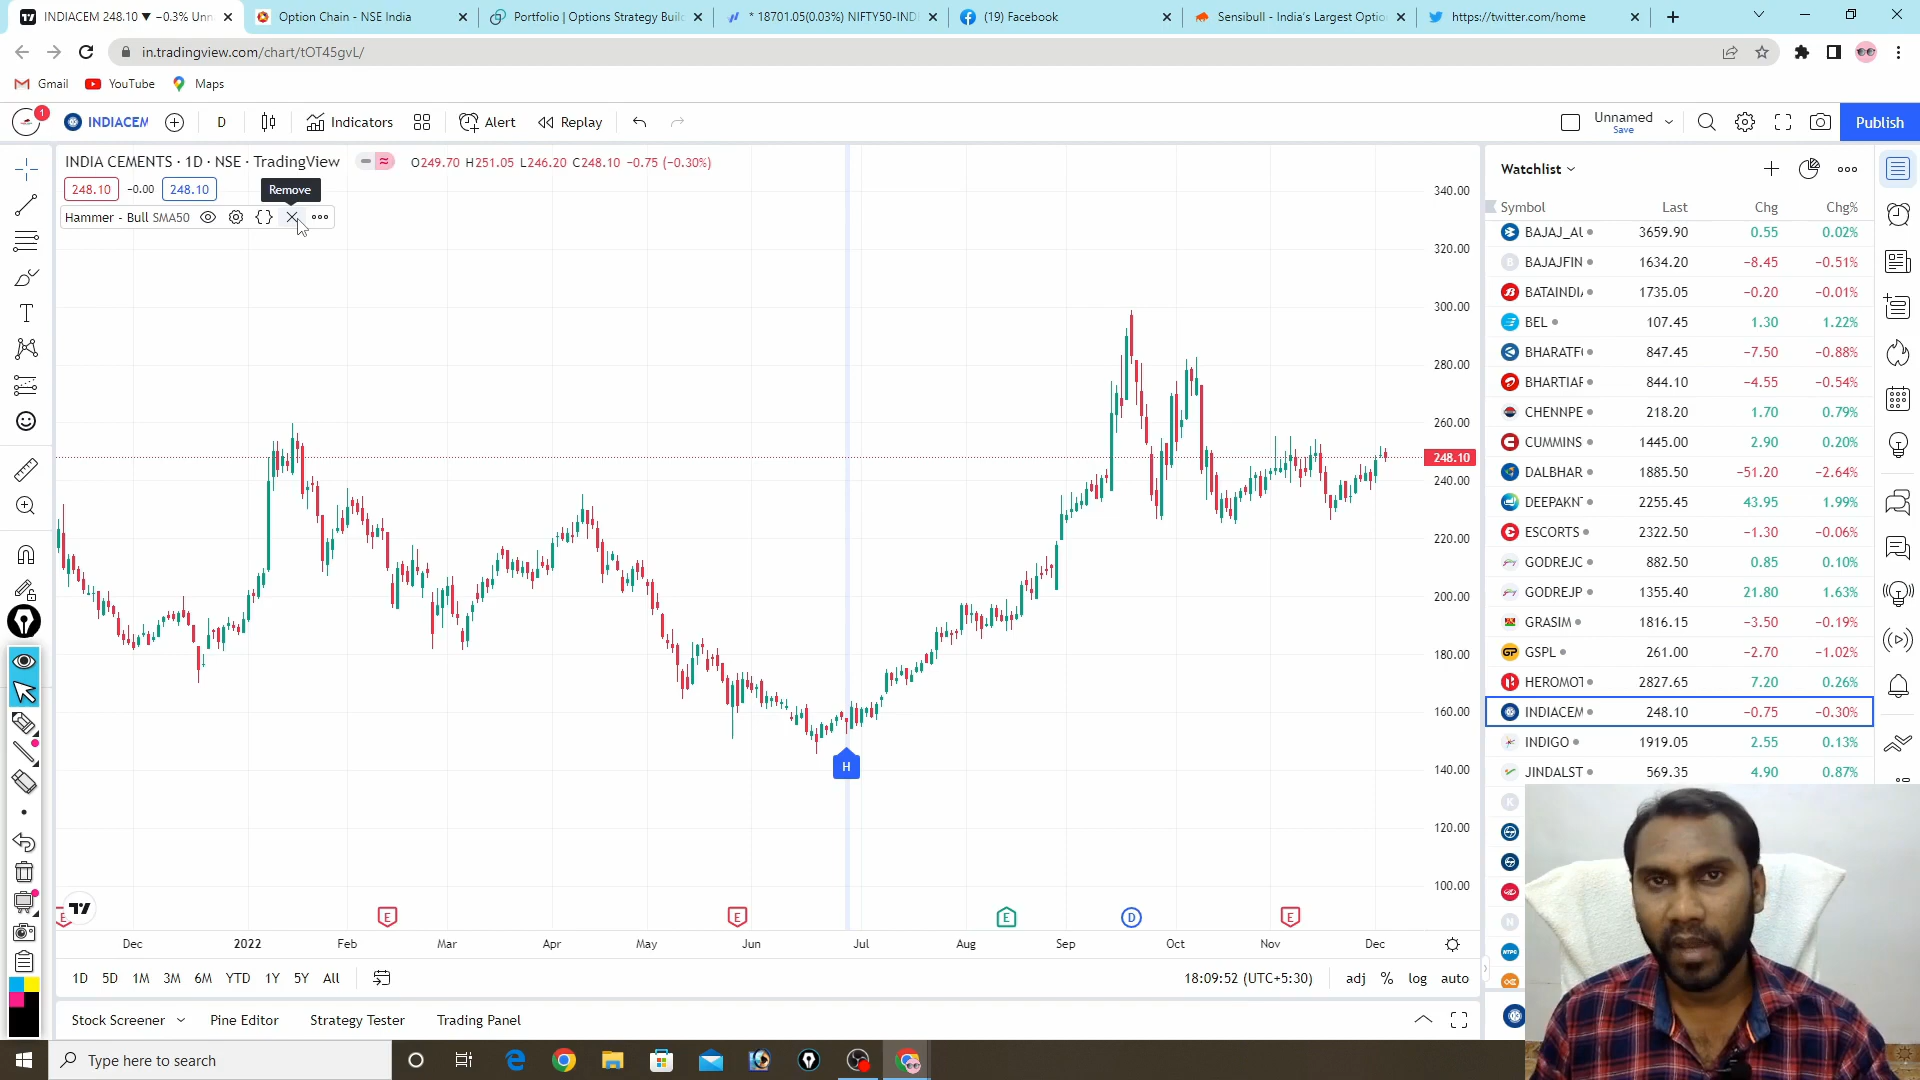 INDIACEM 248.10 ▼ −0.3% Unn
Option Chain - NSE India
Portfolio | Options Strategy Buil
* 18701.05(0.03%) NIFTY50-IND
(19) Facebook
Sensibull - India's Largest Optio
https://twitter.com/home
in.tradingview.com/chart/tOT45gvL/
Gmail
YouTube
Maps
1
INDIACEM
D
Indicators
Alert
Replay
Unnamed
Save
Publish
INDIA CEMENTS · 1D · NSE · TradingView
O249.70 H251.05 L246.20 C248.10 −0.75 (−0.30%)
248.10 -0.00 248.10
Remove
Hammer - Bull SMA50
Watchlist
Symbol Last Chg Chg%
BAJAJ_AU 3659.90 0.55 0.02%
BAJAJFIN 1634.20 −8.45 −0.51%
BATAINDI 1735.05 −0.20 −0.01%
BEL 107.45 1.30 1.22%
BHARATF 847.45 −7.50 −0.88%
BHARTIAR 844.10 −4.55 −0.54%
CHENNPE 218.20 1.70 0.79%
CUMMINS 1445.00 2.90 0.20%
DALBHAR 1885.50 −51.20 −2.64%
DEEPAKN 2255.45 43.95 1.99%
ESCORTS 2322.50 −1.30 −0.06%
GODREJC 882.50 0.85 0.10%
GODREJP 1355.40 21.80 1.63%
GRASIM 1816.15 −3.50 −0.19%
GSPL 261.00 −2.70 −1.02%
HEROMOT 2827.65 7.20 0.26%
INDIACEM 248.10 −0.75 −0.30%
INDIGO 1919.05 2.55 0.13%
JINDALST 569.35 4.90 0.87%
340.00
320.00
300.00
280.00
260.00
248.10
240.00
220.00
200.00
180.00
160.00
140.00
120.00
100.00
H
E E E E D E
Dec 2022 Feb Mar Apr May Jun Jul Aug Sep Oct Nov Dec
1D 5D 1M 3M 6M YTD 1Y 5Y All
18:09:52 (UTC+5:30) adj % log auto
Stock Screener
Pine Editor
Strategy Tester
Trading Panel
Type here to search